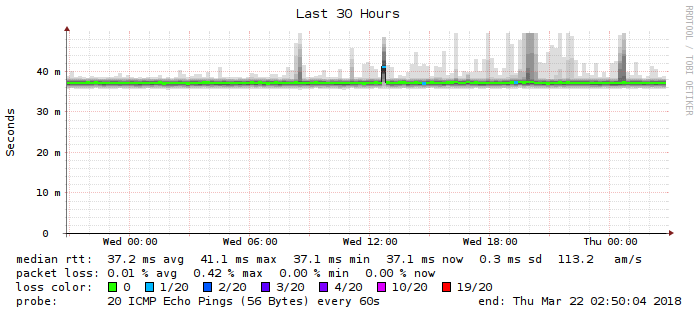 Last 30 Hours
RRDTOOL / TOBI OETIKER
Seconds
40 m
30 m
20 m
10 m
0
Wed 00:00 Wed 06:00 Wed 12:00 Wed 18:00 Thu 00:00
median rtt: 37.2 ms avg 41.1 ms max 37.1 ms min 37.1 ms now 0.3 ms sd 113.2 am/s
packet loss: 0.01 % avg 0.42 % max 0.00 % min 0.00 % now
loss color: 0 1/20 2/20 3/20 4/20 10/20 19/20
probe: 20 ICMP Echo Pings (56 Bytes) every 60s end: Thu Mar 22 02:50:04 2018